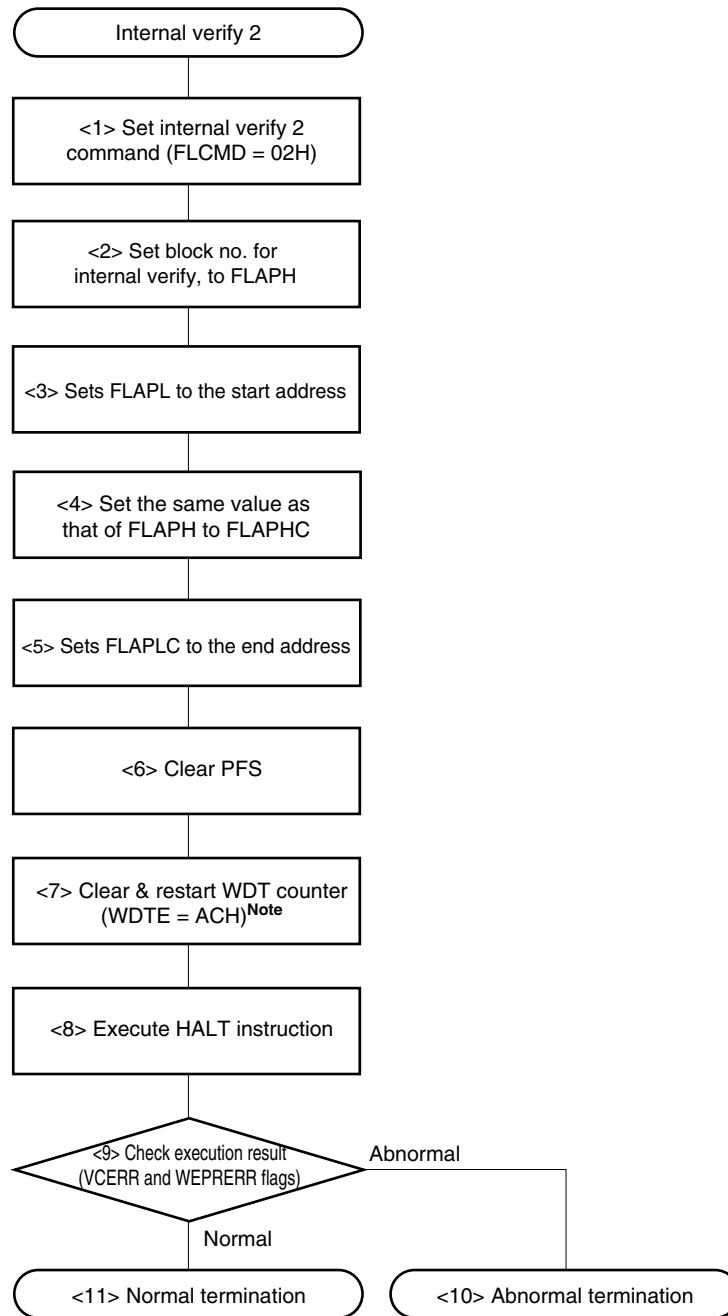 Internal verify 2
<1> Set internal verify 2
command (FLCMD = 02H)
<2> Set block no. for
internal verify, to FLAPH
<3> Sets FLAPL to the start address
<4> Set the same value as
that of FLAPH to FLAPHC
<5> Sets FLAPLC to the end address
<6> Clear PFS
<7> Clear & restart WDT counter
(WDTE = ACH)Note
<8> Execute HALT instruction
<9> Check execution result
(VCERR and WEPRERR flags)
Abnormal
Normal
<11> Normal termination
<10> Abnormal termination